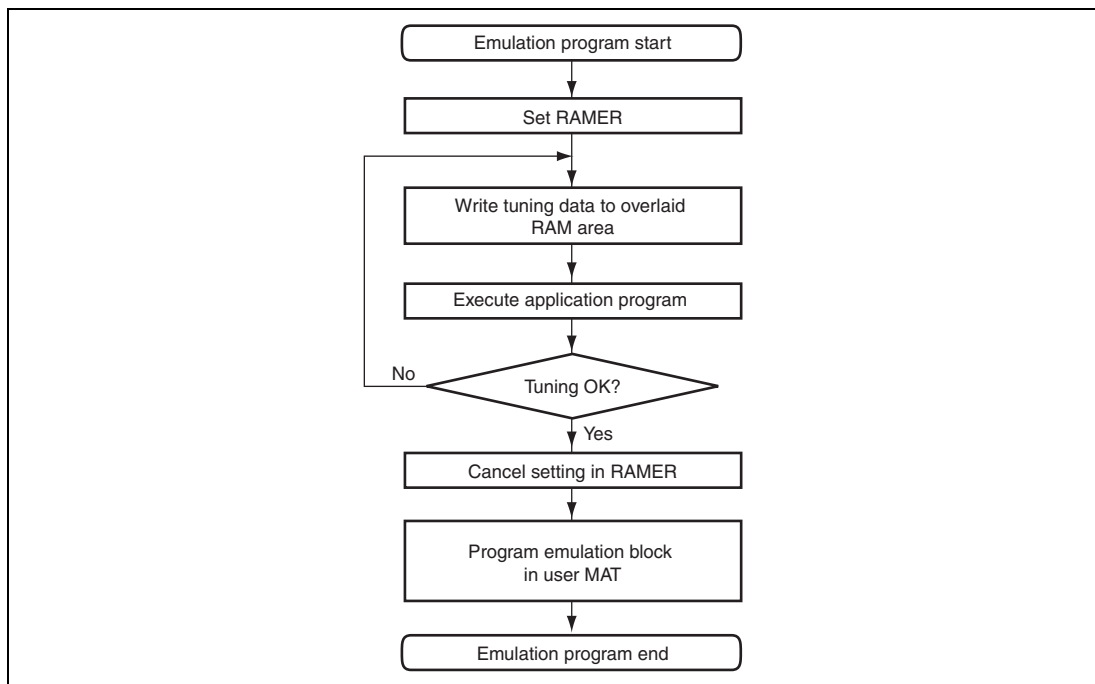 Emulation program start
Set RAMER
Write tuning data to overlaid
RAM area
Execute application program
No
Tuning OK?
Yes
Cancel setting in RAMER
Program emulation block
in user MAT
Emulation program end